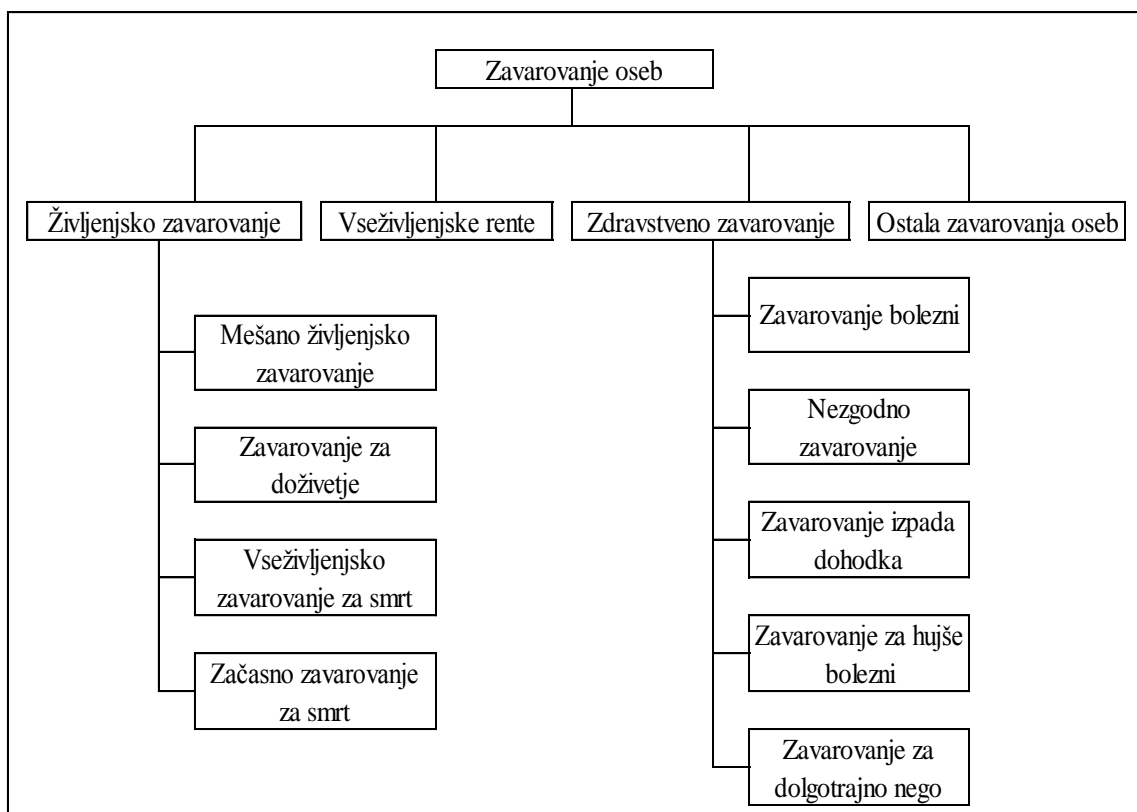 Zavarovanje oseb
Življenjsko zavarovanje
Vseživljenjske rente
Zdravstveno zavarovanje
Ostala zavarovanja oseb
Mešano življenjsko
zavarovanje
Zavarovanje za
doživetje
Vseživljenjsko
zavarovanje za smrt
Začasno zavarovanje
za smrt
Zavarovanje bolezni
Nezgodno
zavarovanje
Zavarovanje izpada
dohodka
Zavarovanje za hujše
bolezni
Zavarovanje za
dolgotrajno nego